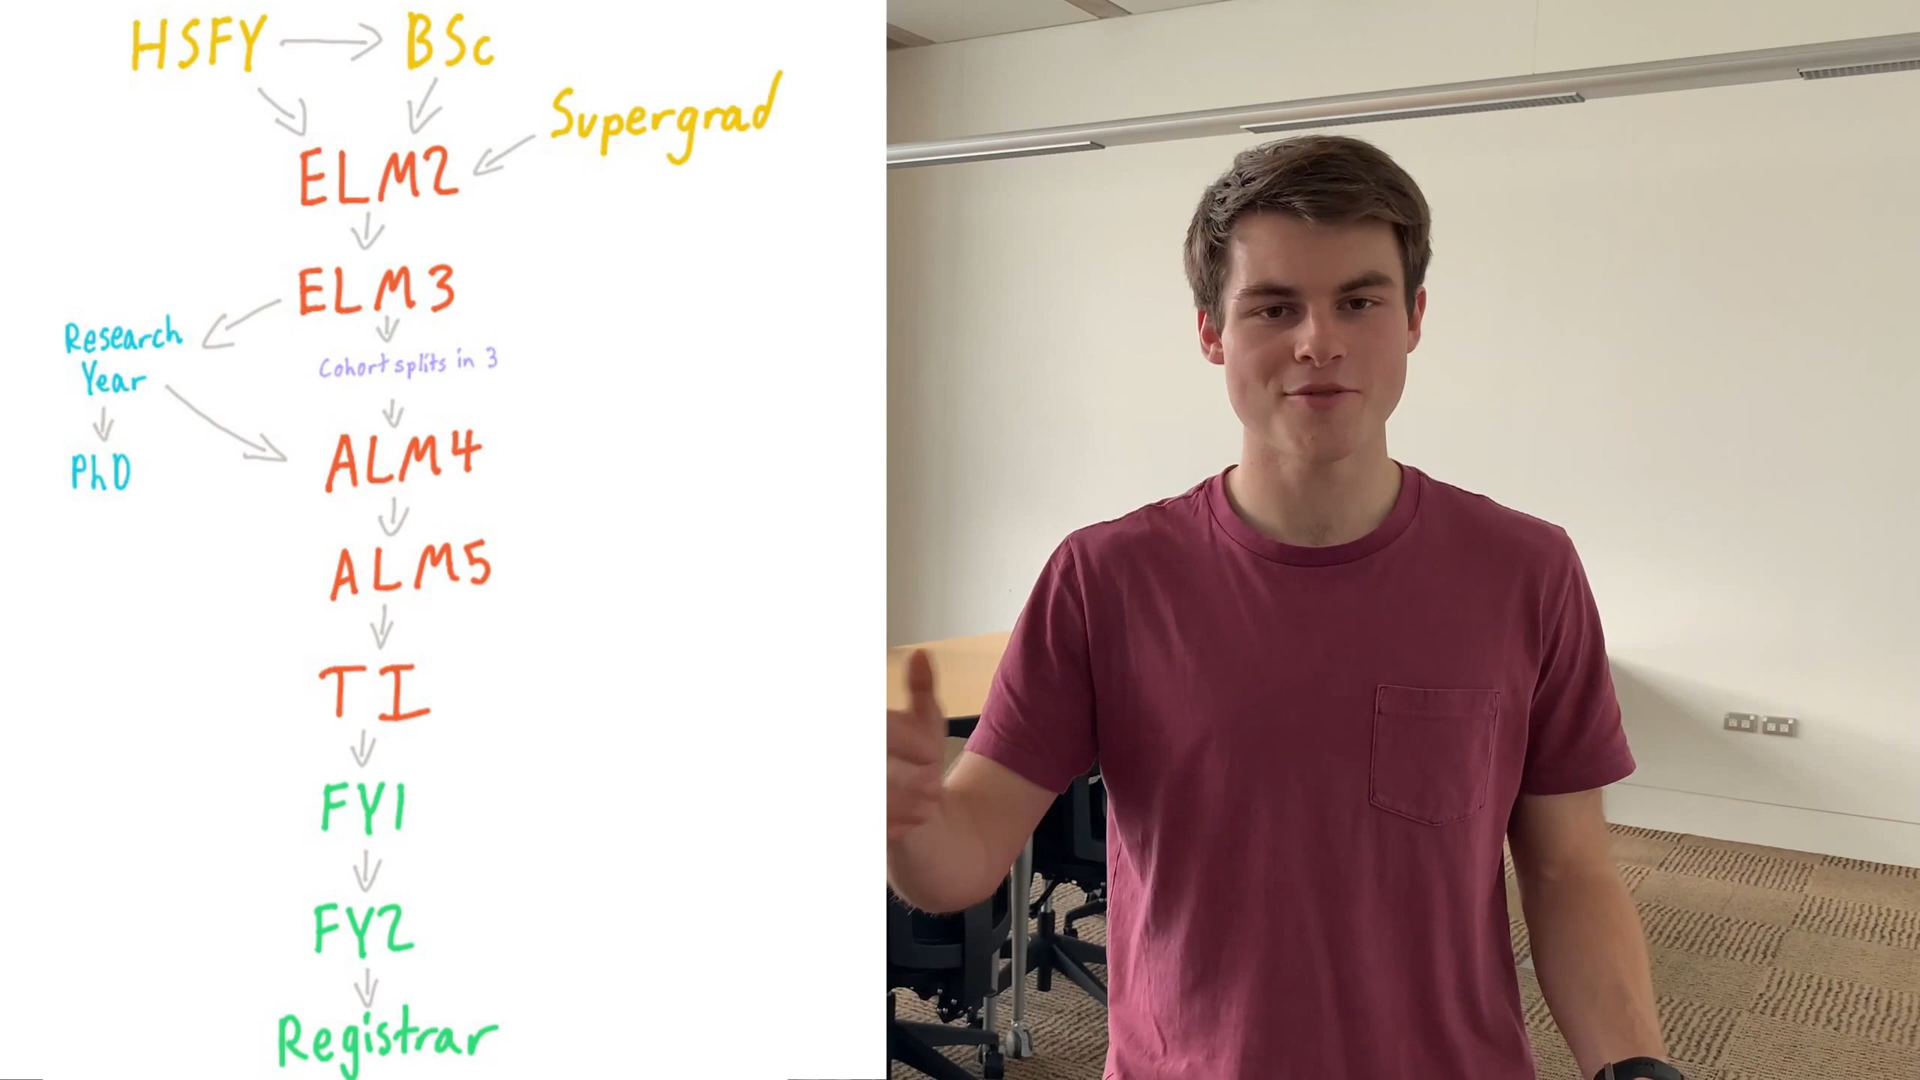 HSFY
BSc
Supergrad
ELM2
ELM3
Research
Year
Cohort splits in 3
PhD
ALM4
ALM5
TI
FY1
FY2
Registrar